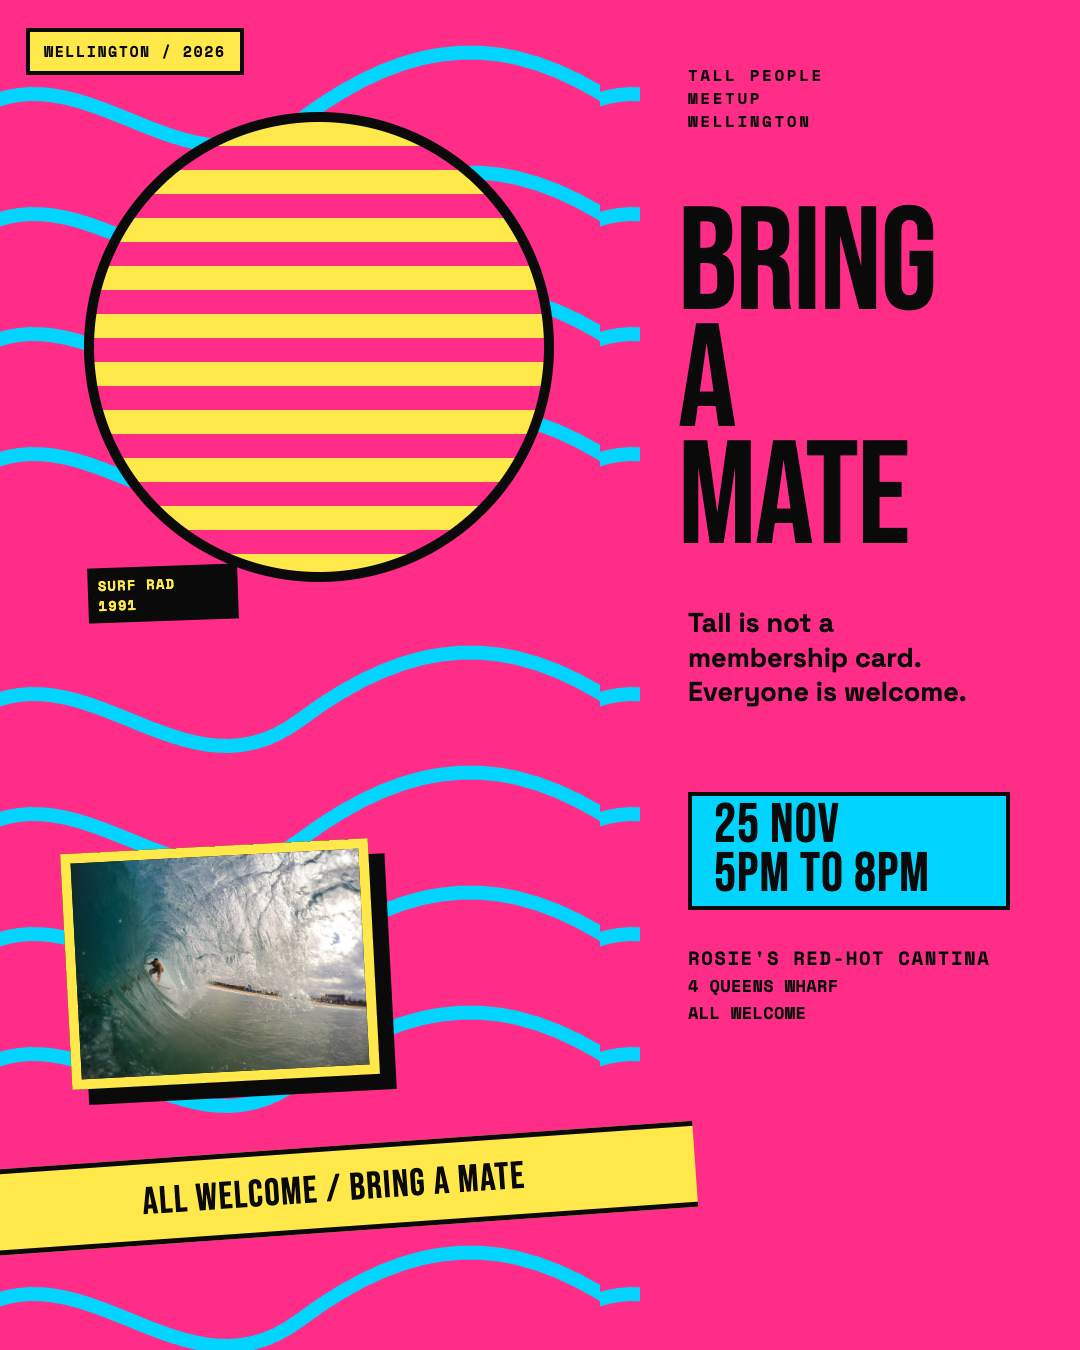 WELLINGTON / 2026
TALL PEOPLE
MEETUP
WELLINGTON
BRING
A
MATE
SURF RAD
1991
Tall is not a
membership card.
Everyone is welcome.
25 NOV
5PM TO 8PM
ROSIE'S RED-HOT CANTINA
4 QUEENS WHARF
ALL WELCOME
ALL WELCOME / BRING A MATE